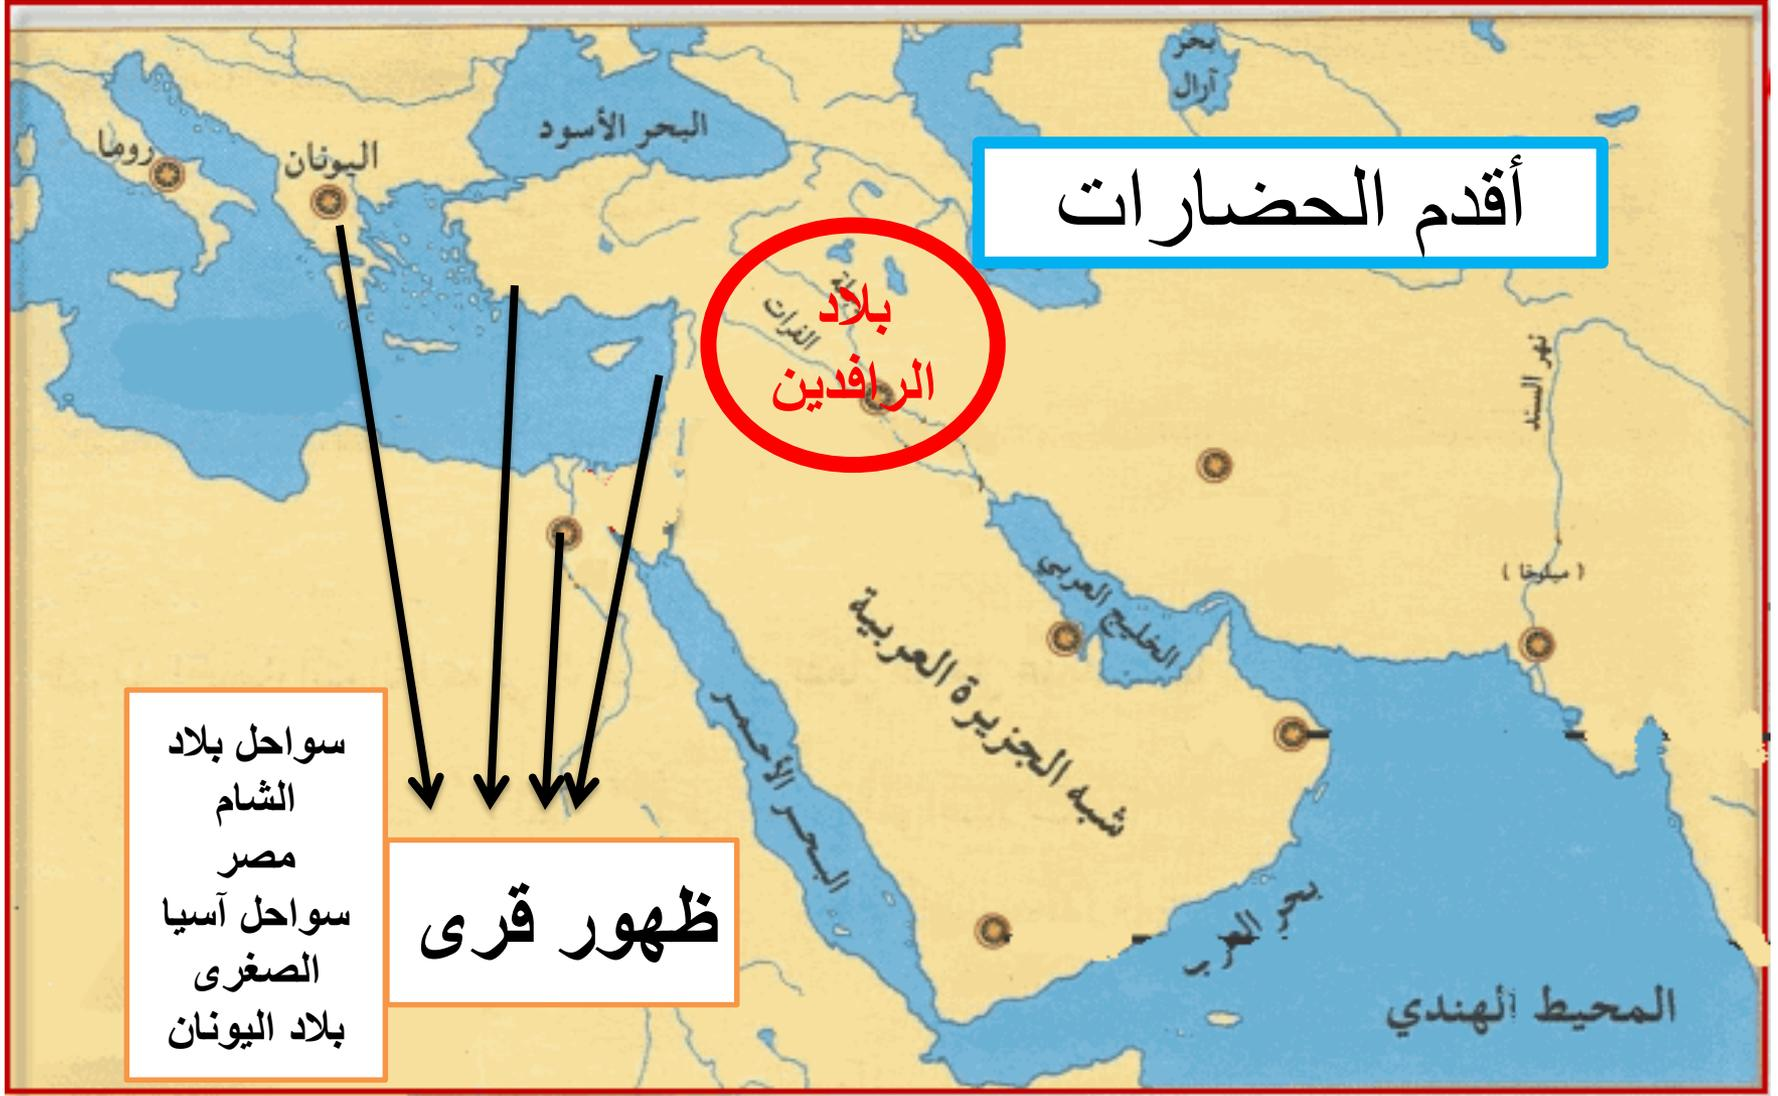 أقدم الحضارات
بحر
آرال
البحر الأسود
روما
اليونان
بلاد
الرافدين
دجلة
الفرات
نهر السند
( ميلوخا )
الخليج العربي
شبه الجزيرة العربية
البحر الأحمر
بحر العرب
المحيط الهندي
ظهور قرى
سواحل بلاد
الشام
مصر
سواحل آسيا
الصغرى
بلاد اليونان